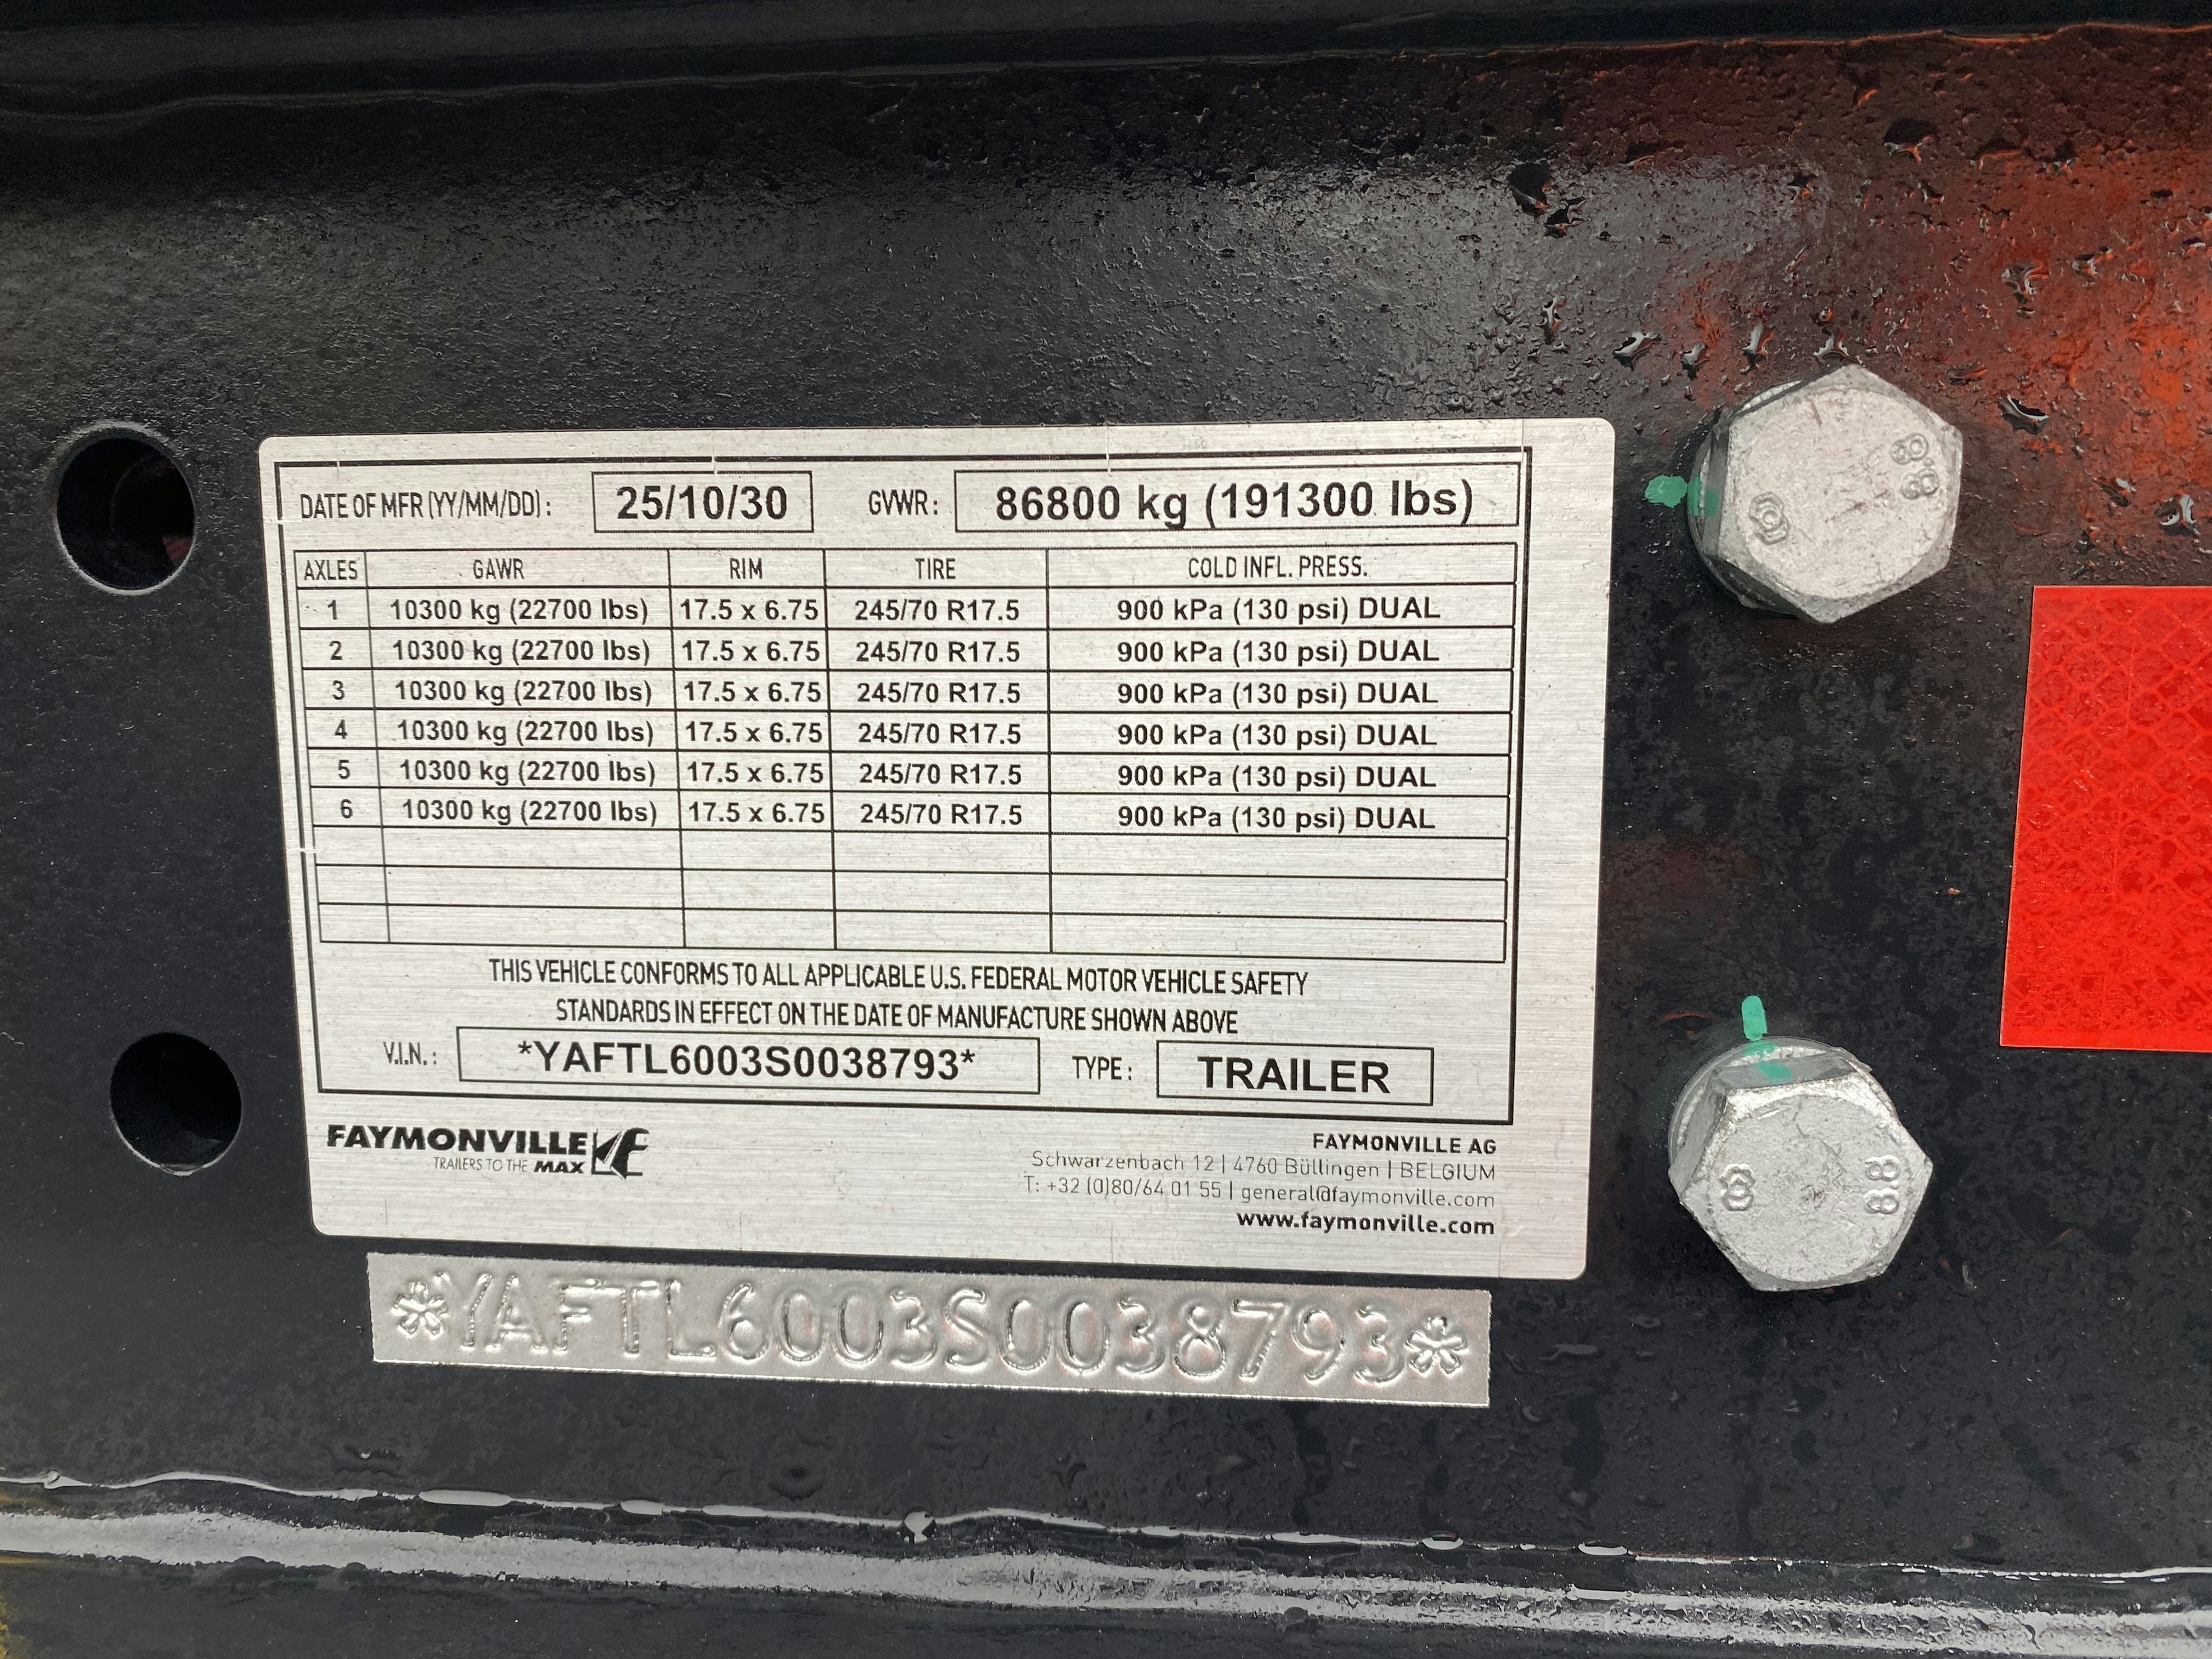 DATE OF MFR (YY/MM/DD): 25/10/30 GVWR: 86800 kg (191300 lbs)
AXLES GAWR RIM TIRE COLD INFL. PRESS.
1 10300 kg (22700 lbs) 17.5 x 6.75 245/70 R17.5 900 kPa (130 psi) DUAL
2 10300 kg (22700 lbs) 17.5 x 6.75 245/70 R17.5 900 kPa (130 psi) DUAL
3 10300 kg (22700 lbs) 17.5 x 6.75 245/70 R17.5 900 kPa (130 psi) DUAL
4 10300 kg (22700 lbs) 17.5 x 6.75 245/70 R17.5 900 kPa (130 psi) DUAL
5 10300 kg (22700 lbs) 17.5 x 6.75 245/70 R17.5 900 kPa (130 psi) DUAL
6 10300 kg (22700 lbs) 17.5 x 6.75 245/70 R17.5 900 kPa (130 psi) DUAL
THIS VEHICLE CONFORMS TO ALL APPLICABLE U.S. FEDERAL MOTOR VEHICLE SAFETY
STANDARDS IN EFFECT ON THE DATE OF MANUFACTURE SHOWN ABOVE
V.I.N.: *YAFTL6003S0038793* TYPE: TRAILER
FAYMONVILLE
TRAILERS TO THE MAX
FAYMONVILLE AG
Schwarzenbach 12 | 4760 Büllingen | BELGIUM
T: +32 (0)80/64 01 55 | general@faymonville.com
www.faymonville.com
*YAFTL6003S0038793*